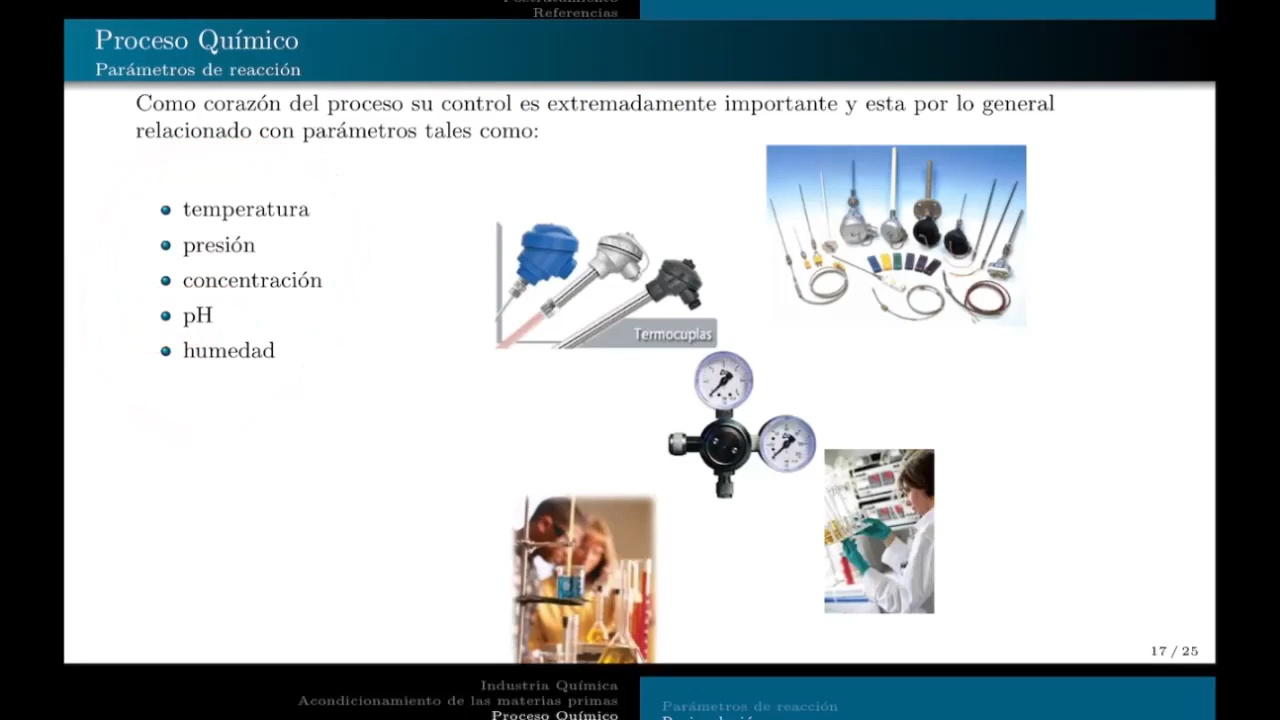 Referencias
Proceso Químico
Parámetros de reacción
Como corazón del proceso su control es extremadamente importante y esta por lo general
relacionado con parámetros tales como:
temperatura
presión
concentración
pH
humedad
Termocuplas
17 / 25
Industria Química
Acondicionamiento de las materias primas
Proceso Químico
Parámetros de reacción